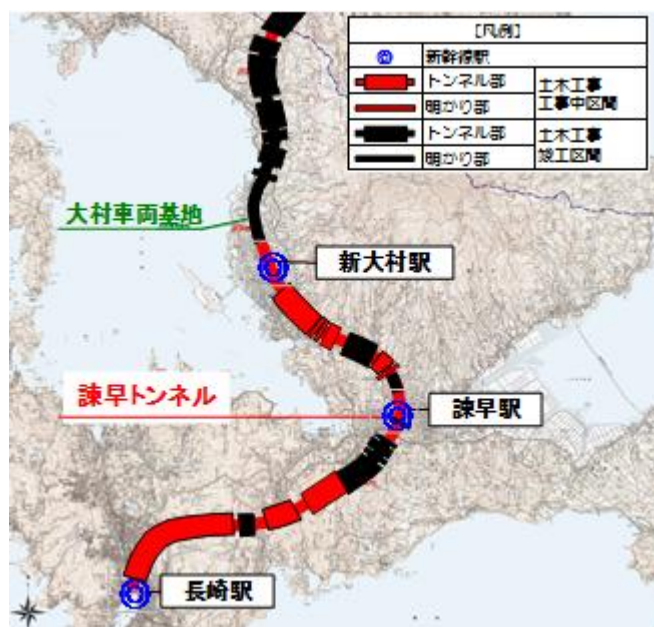 [凡例]
新幹線駅
トンネル部
土木工事
工事中区間
明かり部
トンネル部
土木工事
竣工区間
明かり部
大村車両基地
新大村駅
諫早トンネル
諫早駅
長崎駅